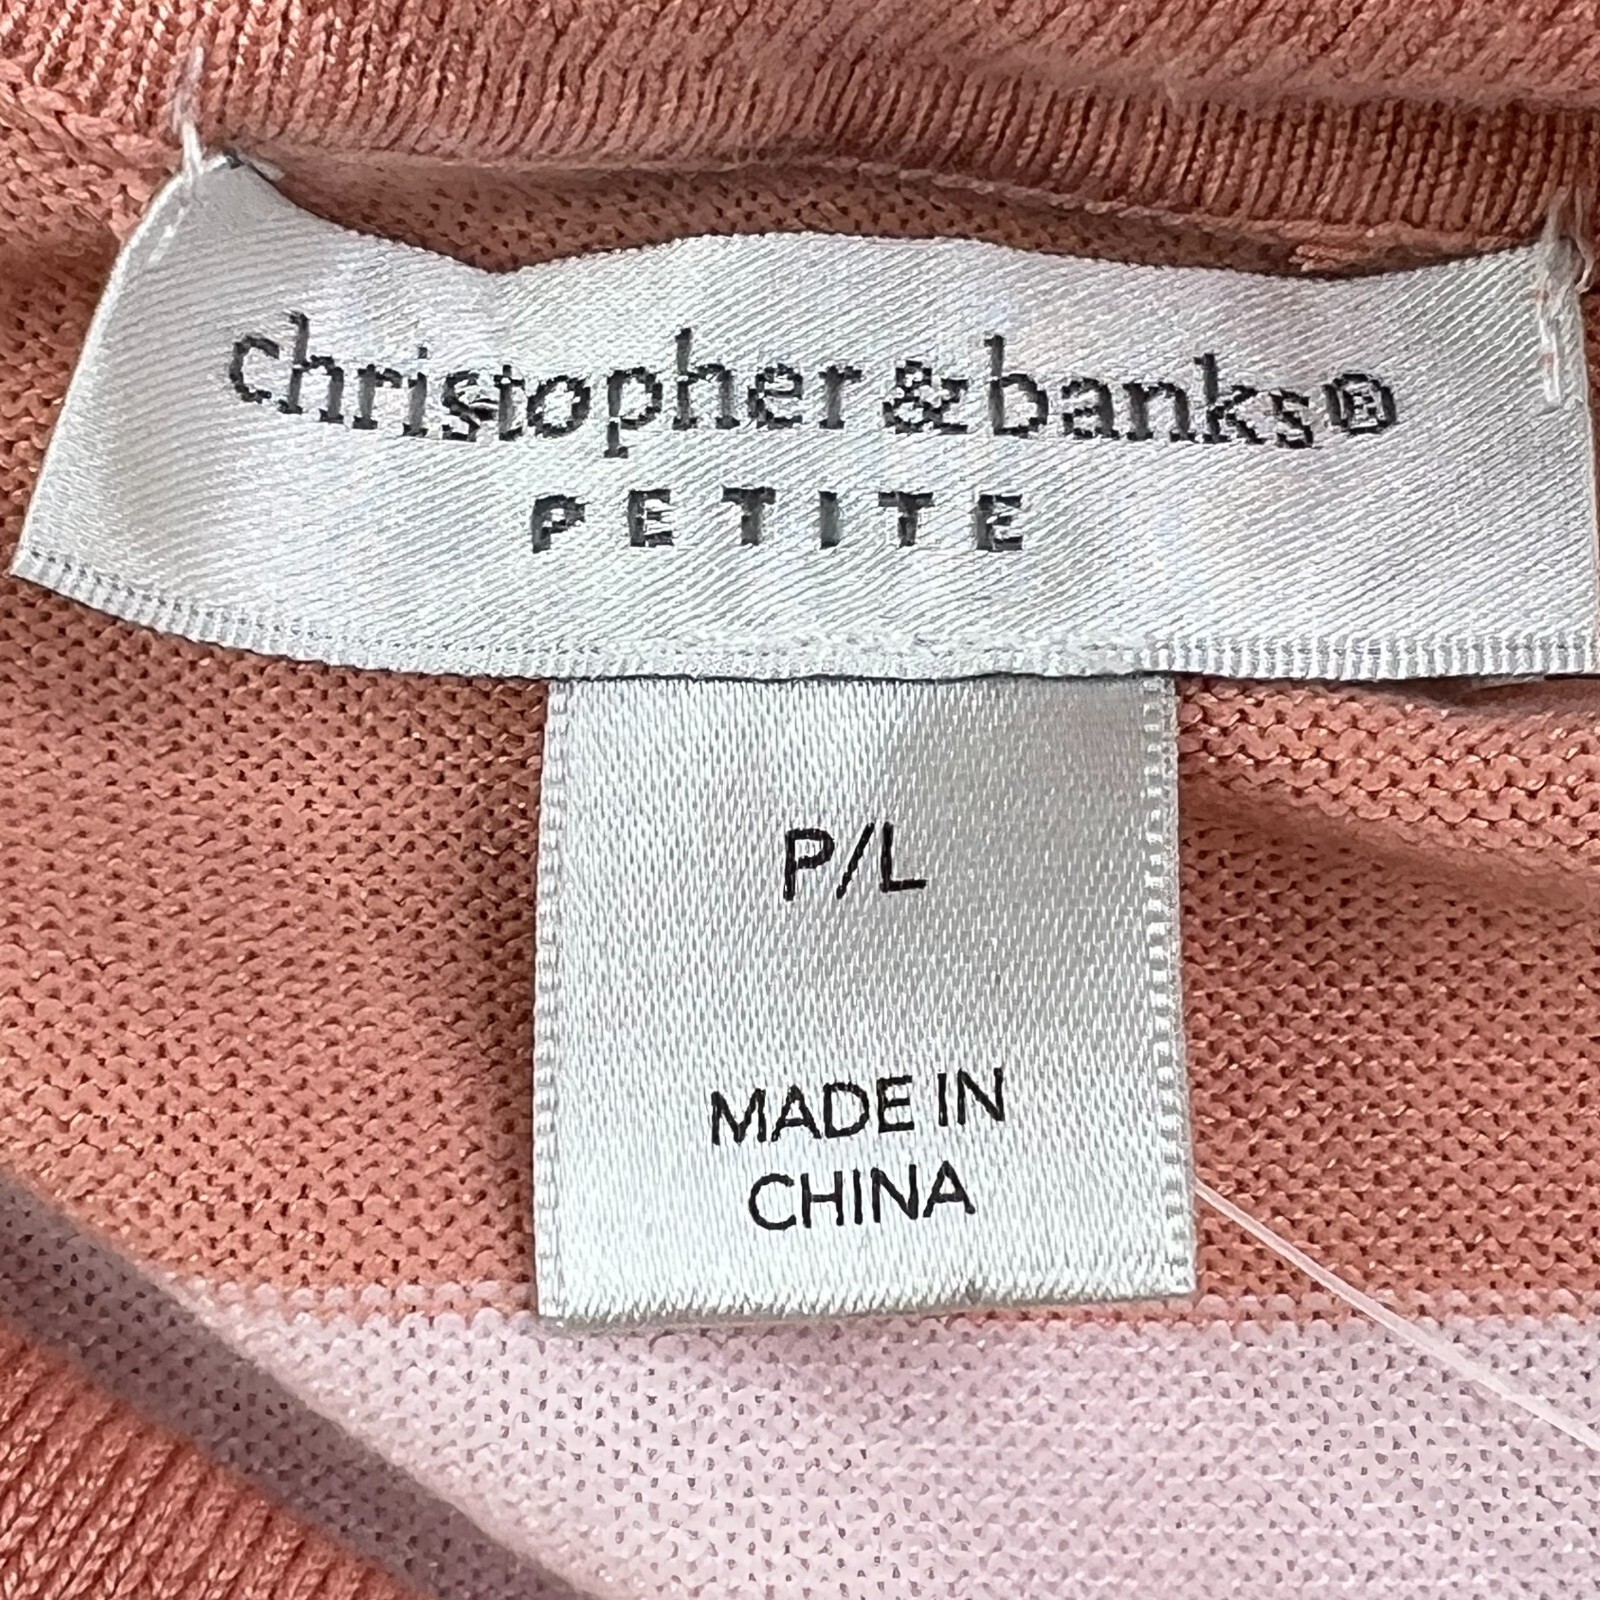 christopher & banks®
PETITE
P/L
MADE IN
CHINA